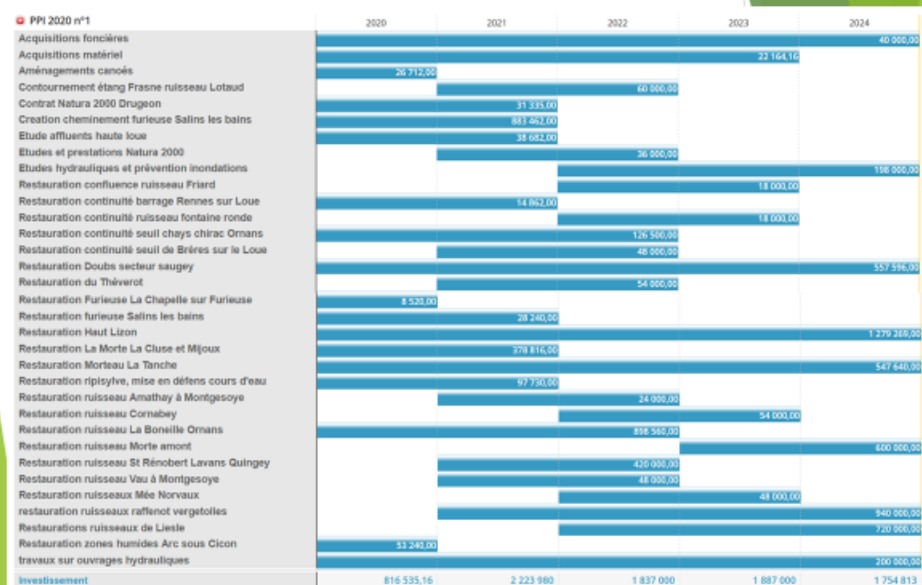 PPI 2020 n°1 2020 2021 2022 2023 2024
Acquisitions foncières 40 000,00
Acquisitions matériel 22 164,16
Aménagements canoés 26 712,00
Contournement étang Frasne ruisseau Lotaud 60 000,00
Contrat Natura 2000 Drugeon 31 335,00
Creation cheminement furieuse Salins les bains 883 462,00
Etude affluents haute loue 38 682,00
Etudes et prestations Natura 2000 36 000,00
Etudes hydrauliques et prévention inondations 198 000,00
Restauration confluence ruisseau Friard 18 000,00
Restauration continuité barrage Rennes sur Loue 14 862,00
Restauration continuité ruisseau fontaine ronde 18 000,00
Restauration continuité seuil chays chirac Ornans 126 500,00
Restauration continuité seuil de Brères sur le Loue 48 000,00
Restauration Doubs secteur saugey 557 596,00
Restauration du Théverot 54 000,00
Restauration Furieuse La Chapelle sur Furieuse 8 520,00
Restauration furieuse Salins les bains 28 240,00
Restauration Haut Lizon 1 279 269,00
Restauration La Morte La Cluse et Mijoux 378 816,00
Restauration Morteau La Tanche 547 640,00
Restauration ripisylve, mise en défens cours d'eau 97 730,00
Restauration ruisseau Amathay à Montgesoye 24 000,00
Restauration ruisseau Cornabey 54 000,00
Restauration ruisseau La Boneille Ornans 898 560,00
Restauration ruisseau Morte amont 600 000,00
Restauration ruisseau St Rénobert Lavans Quingey 420 000,00
Restauration ruisseau Vau à Montgesoye 48 000,00
Restauration ruisseaux Mée Norvaux 48 000,00
restauration ruisseaux raffenot vergetolles 940 000,00
Restaurations ruisseaux de Liesle 720 000,00
Restauration zones humides Arc sous Cicon 53 240,00
travaux sur ouvrages hydrauliques 200 000,00
Investissement 816 535,16 2 223 980 1 837 000 1 887 000 1 754 813